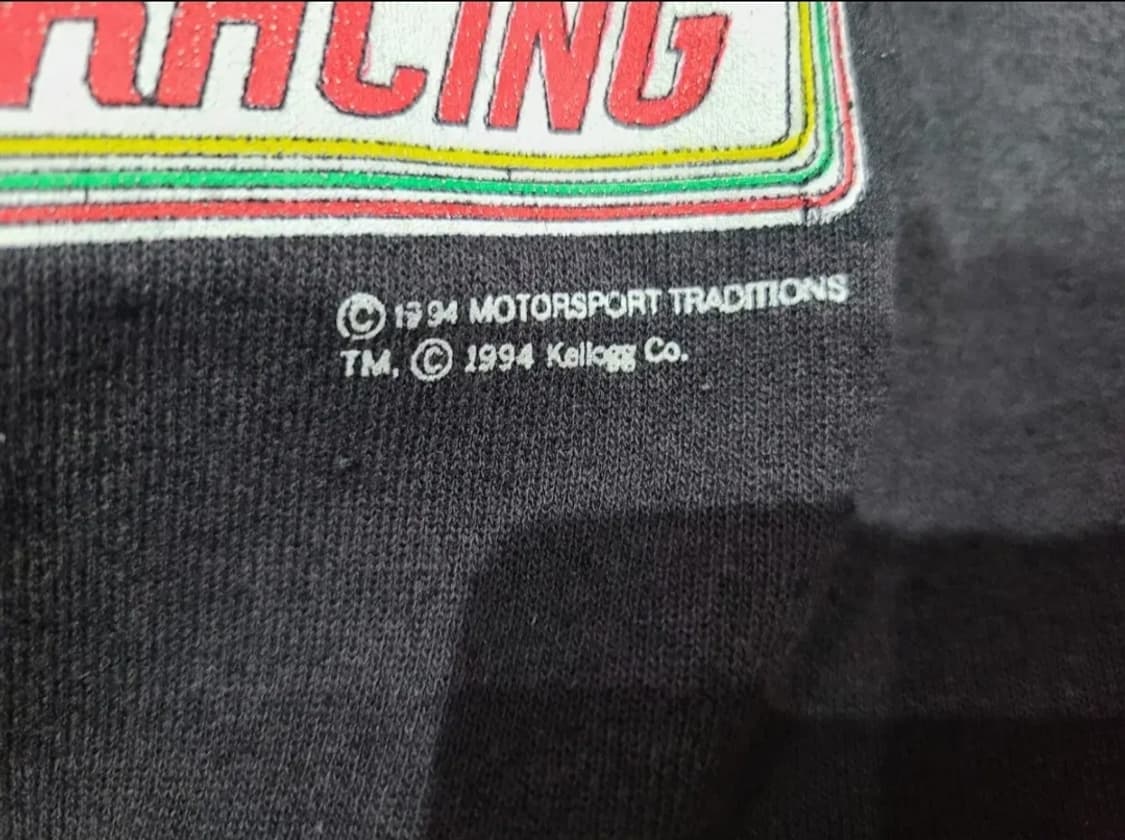 RACING
© 1994 MOTORSPORT TRADITIONS
TM, © 1994 Kellogg Co.